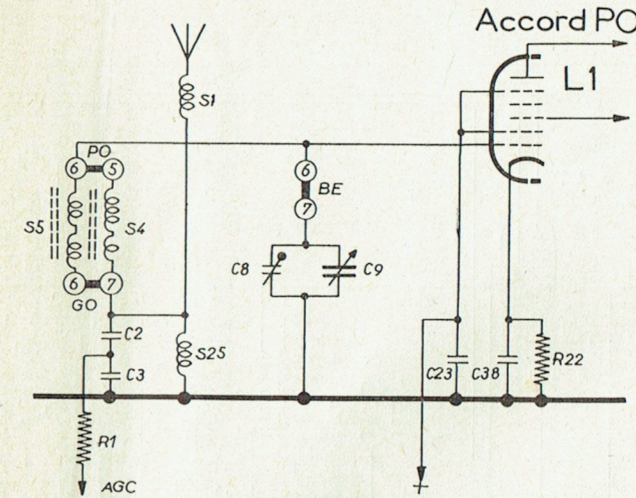 Accord PO
L1
S1
6 PO 5
S5
S4
6 GO 7
6
BE
7
C8
C9
C2
C3
S25
C23
C38
R22
R1
AGC
+